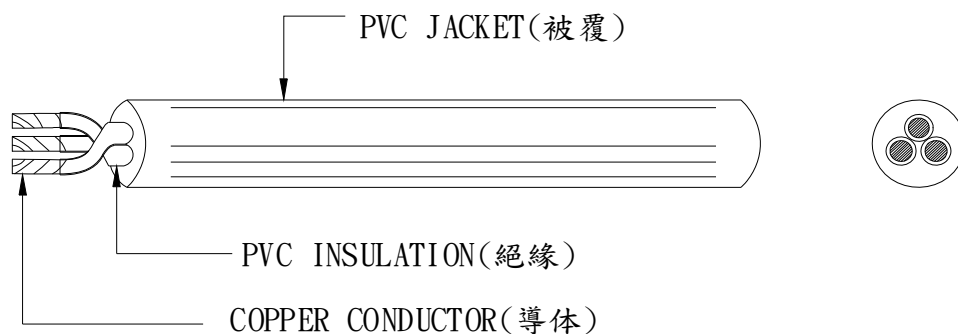 PVC JACKET(被覆)
PVC INSULATION(絕緣)
COPPER CONDUCTOR(導体)